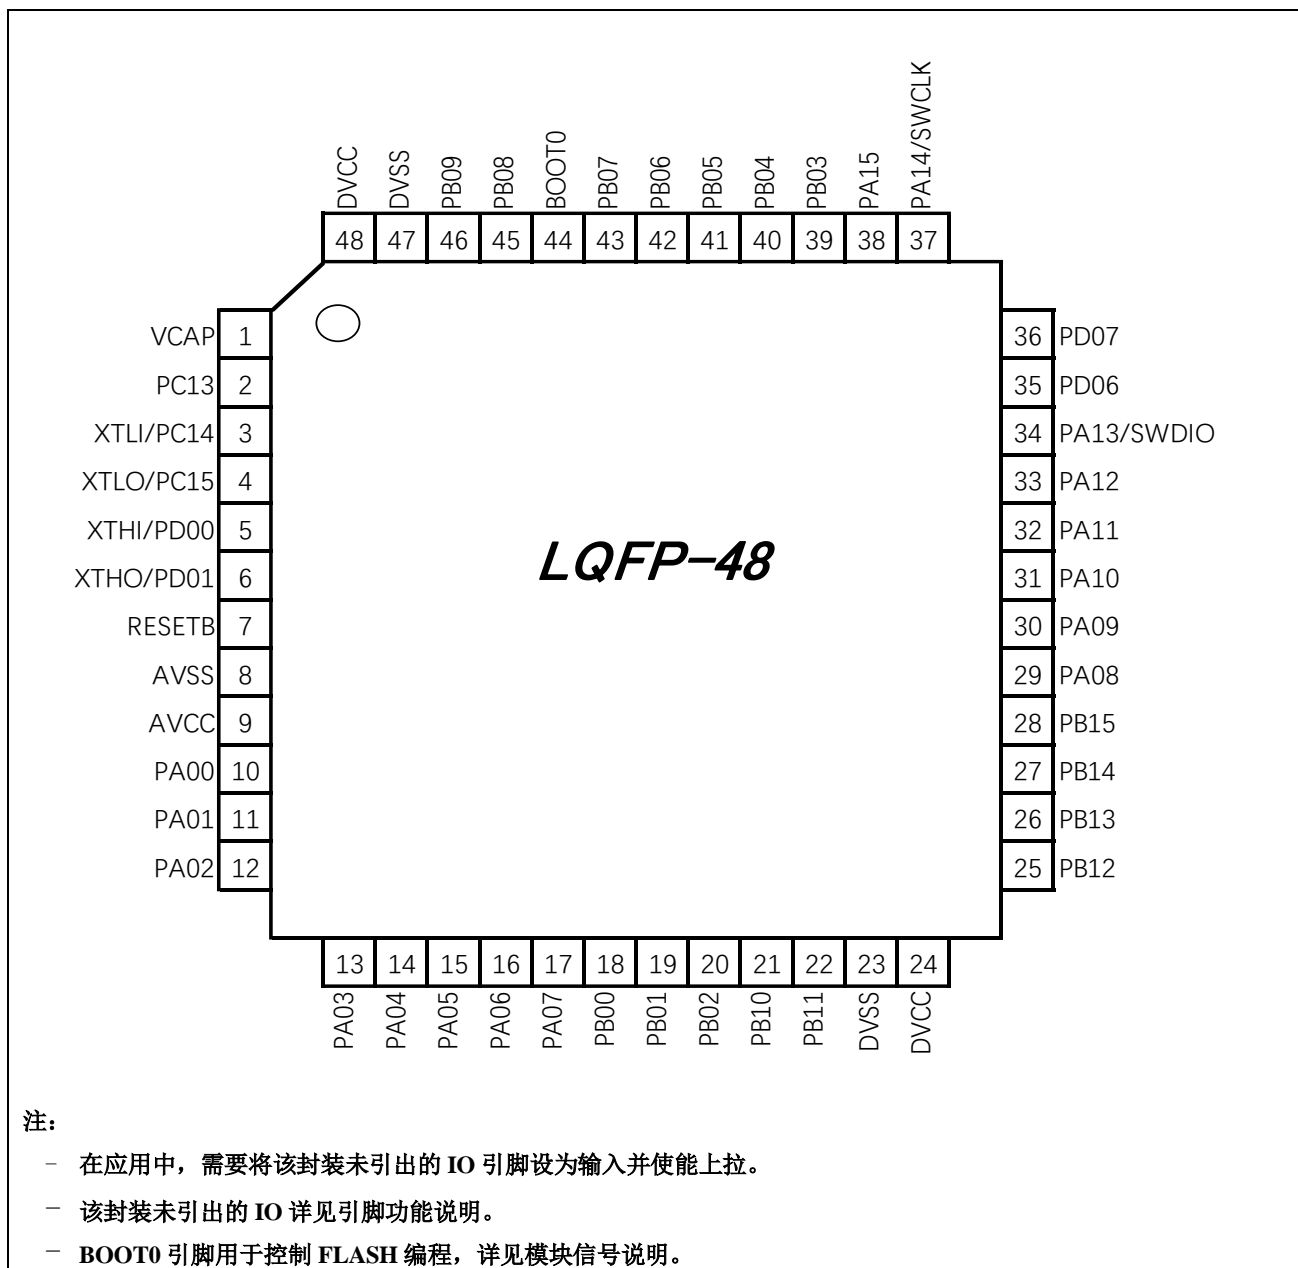 DVCC
DVSS
PB09
PB08
BOOT0
PB07
PB06
PB05
PB04
PB03
PA15
PA14/SWCLK
48 47 46 45 44 43 42 41 40 39 38 37
VCAP 1
PC13 2
XTLI/PC14 3
XTLO/PC15 4
XTHI/PD00 5
XTHO/PD01 6
RESETB 7
AVSS 8
AVCC 9
PA00 10
PA01 11
PA02 12
LQFP-48
36 PD07
35 PD06
34 PA13/SWDIO
33 PA12
32 PA11
31 PA10
30 PA09
29 PA08
28 PB15
27 PB14
26 PB13
25 PB12
13 14 15 16 17 18 19 20 21 22 23 24
PA03
PA04
PA05
PA06
PA07
PB00
PB01
PB02
PB10
PB11
DVSS
DVCC
注：
– 在应用中，需要将该封装未引出的 IO 引脚设为输入并使能上拉。
– 该封装未引出的 IO 详见引脚功能说明。
– BOOT0 引脚用于控制 FLASH 编程，详见模块信号说明。